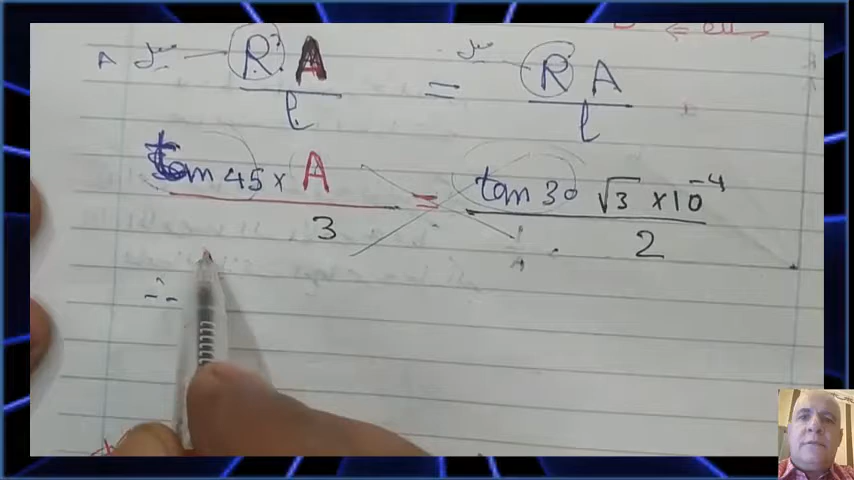 R A = R A
l l
tan 45 × A = tan 30 √3 × 10⁻⁴
3 2
∴